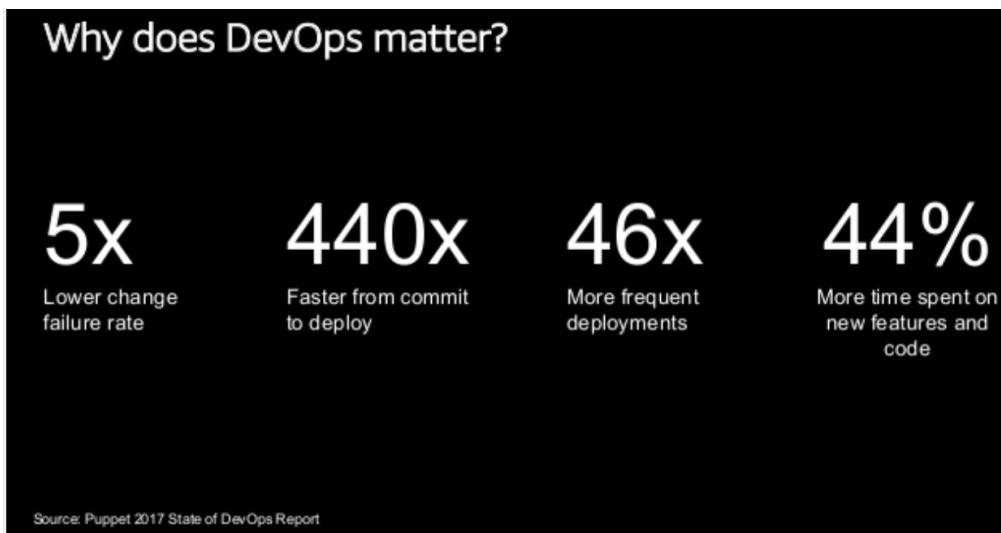 Why does DevOps matter?
5x
Lower change
failure rate
440x
Faster from commit
to deploy
46x
More frequent
deployments
44%
More time spent on
new features and
code
Source: Puppet 2017 State of DevOps Report